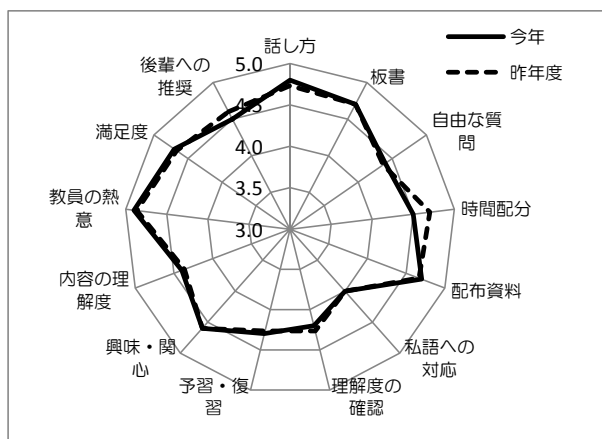 話し方
板書
自由な質
問
時間配分
配布資料
私語への
対応
理解度の
確認
予習・復
習
興味・関
心
内容の理
解度
教員の熱
意
満足度
後輩への
推奨
5.0
4.5
4.0
3.5
3.0
今年
昨年度